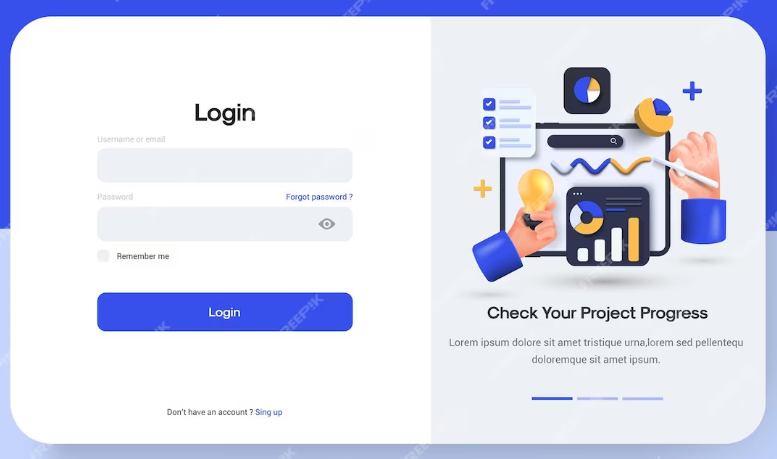 Login
Username or email
Password
Forgot password ?
Remember me
Login
Don't have an account ? Sing up
Check Your Project Progress
Lorem ipsum dolore sit amet tristique urna,lorem sed pellentequ
doloremque sit amet ipsum.
FREEPIK